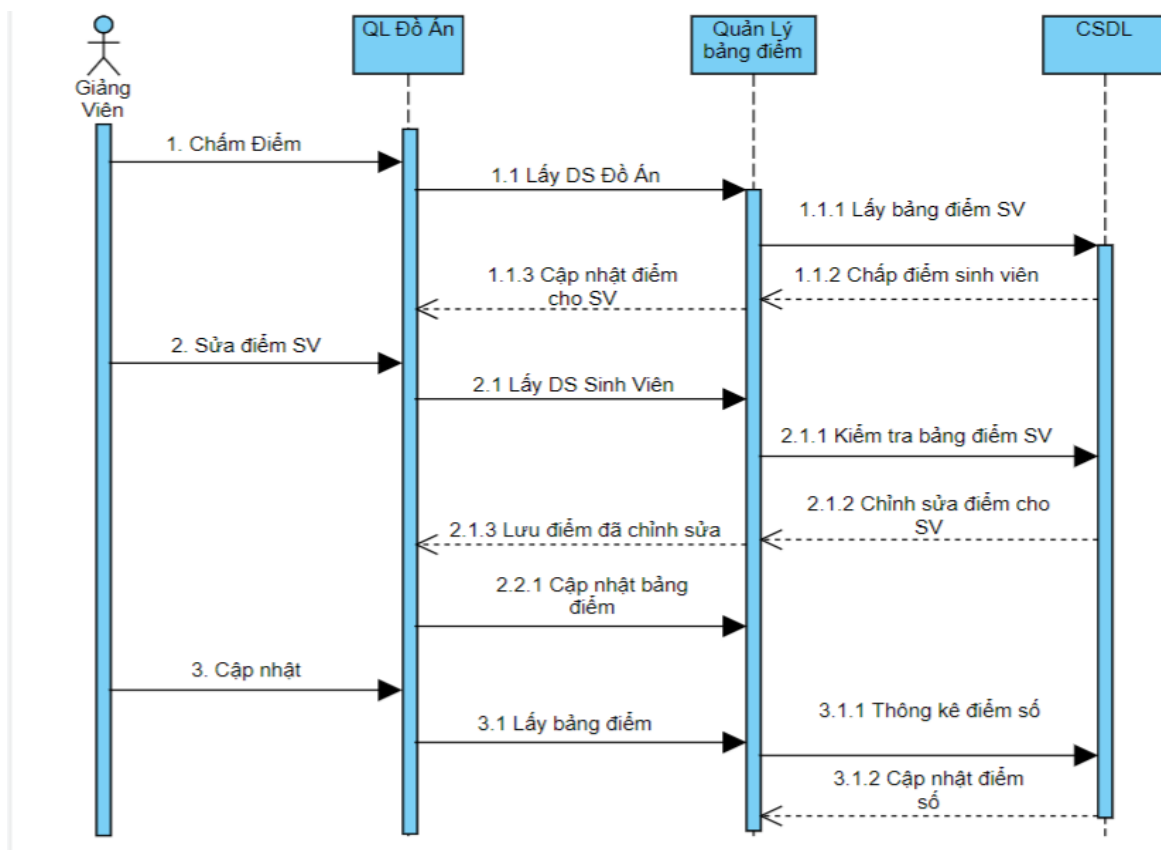 QL Đồ Án
Quản Lý
bảng điểm
CSDL
Giảng
Viên
1. Chấm Điểm
1.1 Lấy DS Đồ Án
1.1.1 Lấy bảng điểm SV
1.1.2 Chấp điểm sinh viên
1.1.3 Cập nhật điểm
cho SV
2. Sửa điểm SV
2.1 Lấy DS Sinh Viên
2.1.1 Kiểm tra bảng điểm SV
2.1.2 Chỉnh sửa điểm cho
SV
2.1.3 Lưu điểm đã chỉnh sửa
2.2.1 Cập nhật bảng
điểm
3. Cập nhật
3.1 Lấy bảng điểm
3.1.1 Thông kê điểm số
3.1.2 Cập nhật điểm
số